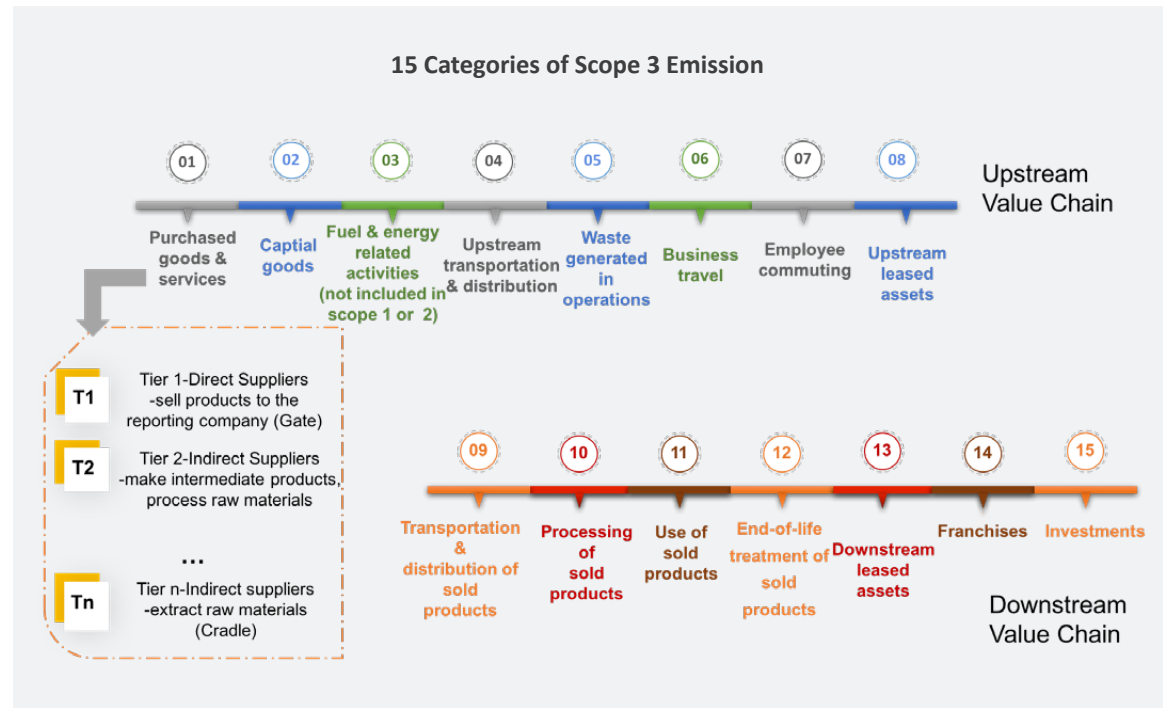 15 Categories of Scope 3 Emission
01
02
03
04
05
06
07
08
Upstream
Value Chain
Purchased
goods &
services
Captial
goods
Fuel & energy
related
activities
(not included in
scope 1 or 2)
Upstream
transportation
& distribution
Waste
generated
in
operations
Business
travel
Employee
commuting
Upstream
leased
assets
T1
Tier 1-Direct Suppliers
-sell products to the
reporting company (Gate)
T2
Tier 2-Indirect Suppliers
-make intermediate products,
process raw materials
...
Tn
Tier n-Indirect suppliers
-extract raw materials
(Cradle)
09
10
11
12
13
14
15
Transportation
&
distribution of
sold
products
Processing
of
sold
products
Use of
sold
products
End-of-life
treatment of
sold
products
Downstream
leased
assets
Franchises
Investments
Downstream
Value Chain